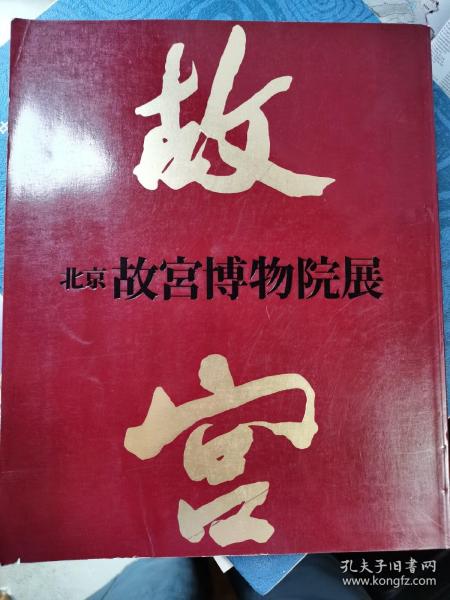 故
北京 故宮博物院展
宮
孔夫子旧书网
www.kongfz.com